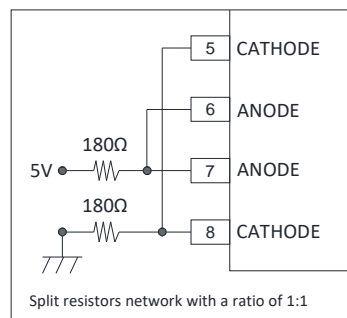 5 CATHODE
6 ANODE
180Ω
5V
7 ANODE
180Ω
8 CATHODE
Split resistors network with a ratio of 1:1